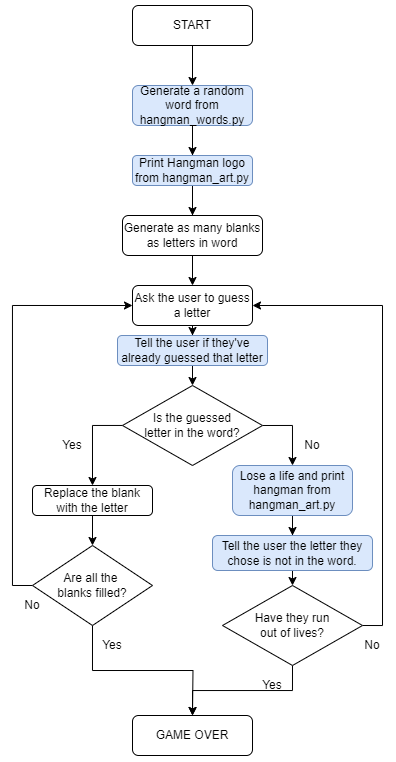 START
Generate a random
word from
hangman_words.py
Print Hangman logo
from hangman_art.py
Generate as many blanks
as letters in word
Ask the user to guess
a letter
Tell the user if they've
already guessed that letter
Is the guessed
letter in the word?
Yes
No
Replace the blank
with the letter
Lose a life and print
hangman from
hangman_art.py
Tell the user the letter they
chose is not in the word.
Are all the
blanks filled?
No
Yes
Have they run
out of lives?
No
Yes
GAME OVER